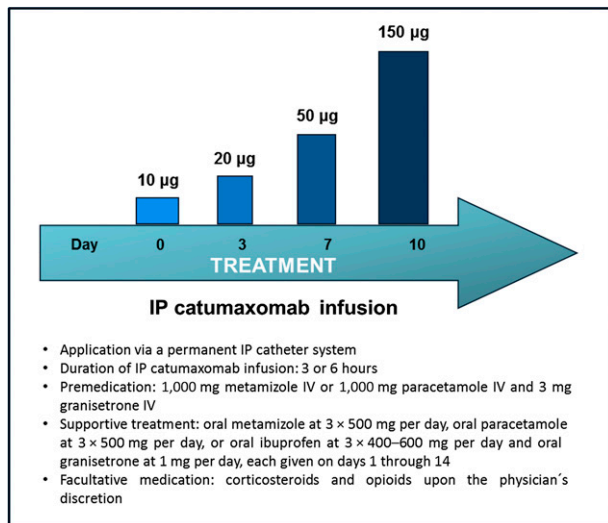 150 µg
50 µg
20 µg
10 µg
Day 0 3 7 10
TREATMENT
IP catumaxomab infusion
• Application via a permanent IP catheter system
• Duration of IP catumaxomab infusion: 3 or 6 hours
• Premedication: 1,000 mg metamizole IV or 1,000 mg paracetamole IV and 3 mg
granisetrone IV
• Supportive treatment: oral metamizole at 3 × 500 mg per day, oral paracetamole
at 3 × 500 mg per day, or oral ibuprofen at 3 × 400–600 mg per day and oral
granisetrone at 1 mg per day, each given on days 1 through 14
• Facultative medication: corticosteroids and opioids upon the physician´s
discretion